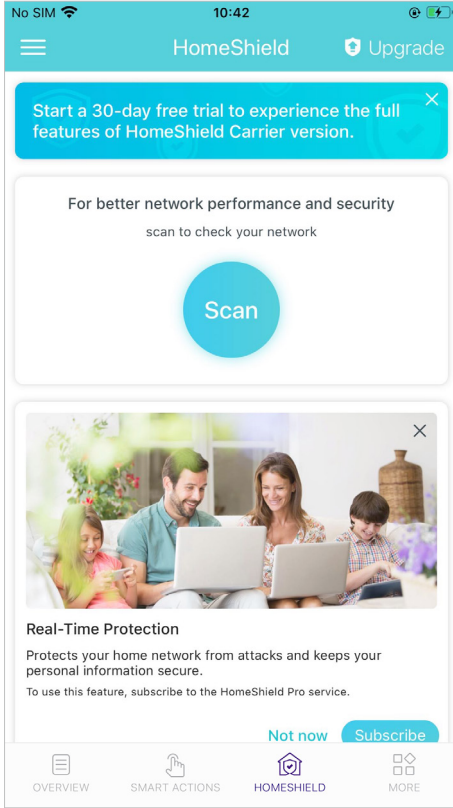 No SIM 10:42
HomeShield
Upgrade
Start a 30-day free trial to experience the full
features of HomeShield Carrier version.
For better network performance and security
scan to check your network
Scan
Real-Time Protection
Protects your home network from attacks and keeps your
personal information secure.
To use this feature, subscribe to the HomeShield Pro service.
Not now
Subscribe
OVERVIEW
SMART ACTIONS
HOMESHIELD
MORE